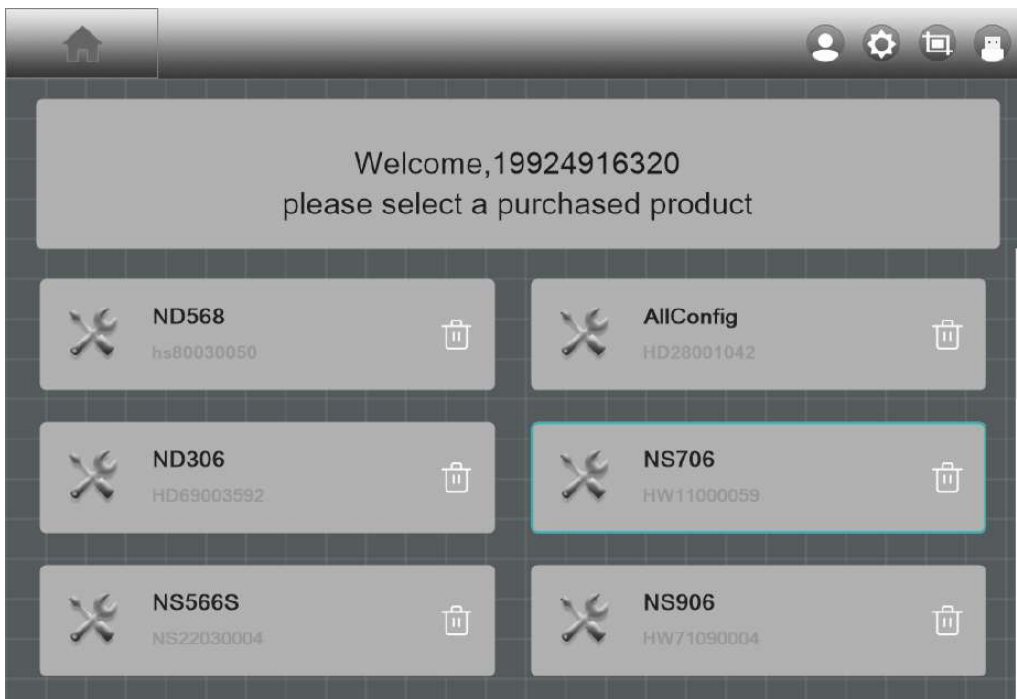 Welcome,19924916320
please select a purchased product
ND568
hs80030050
AllConfig
HD28001042
ND306
HD69003592
NS706
HW11000059
NS566S
NS22030004
NS906
HW71090004